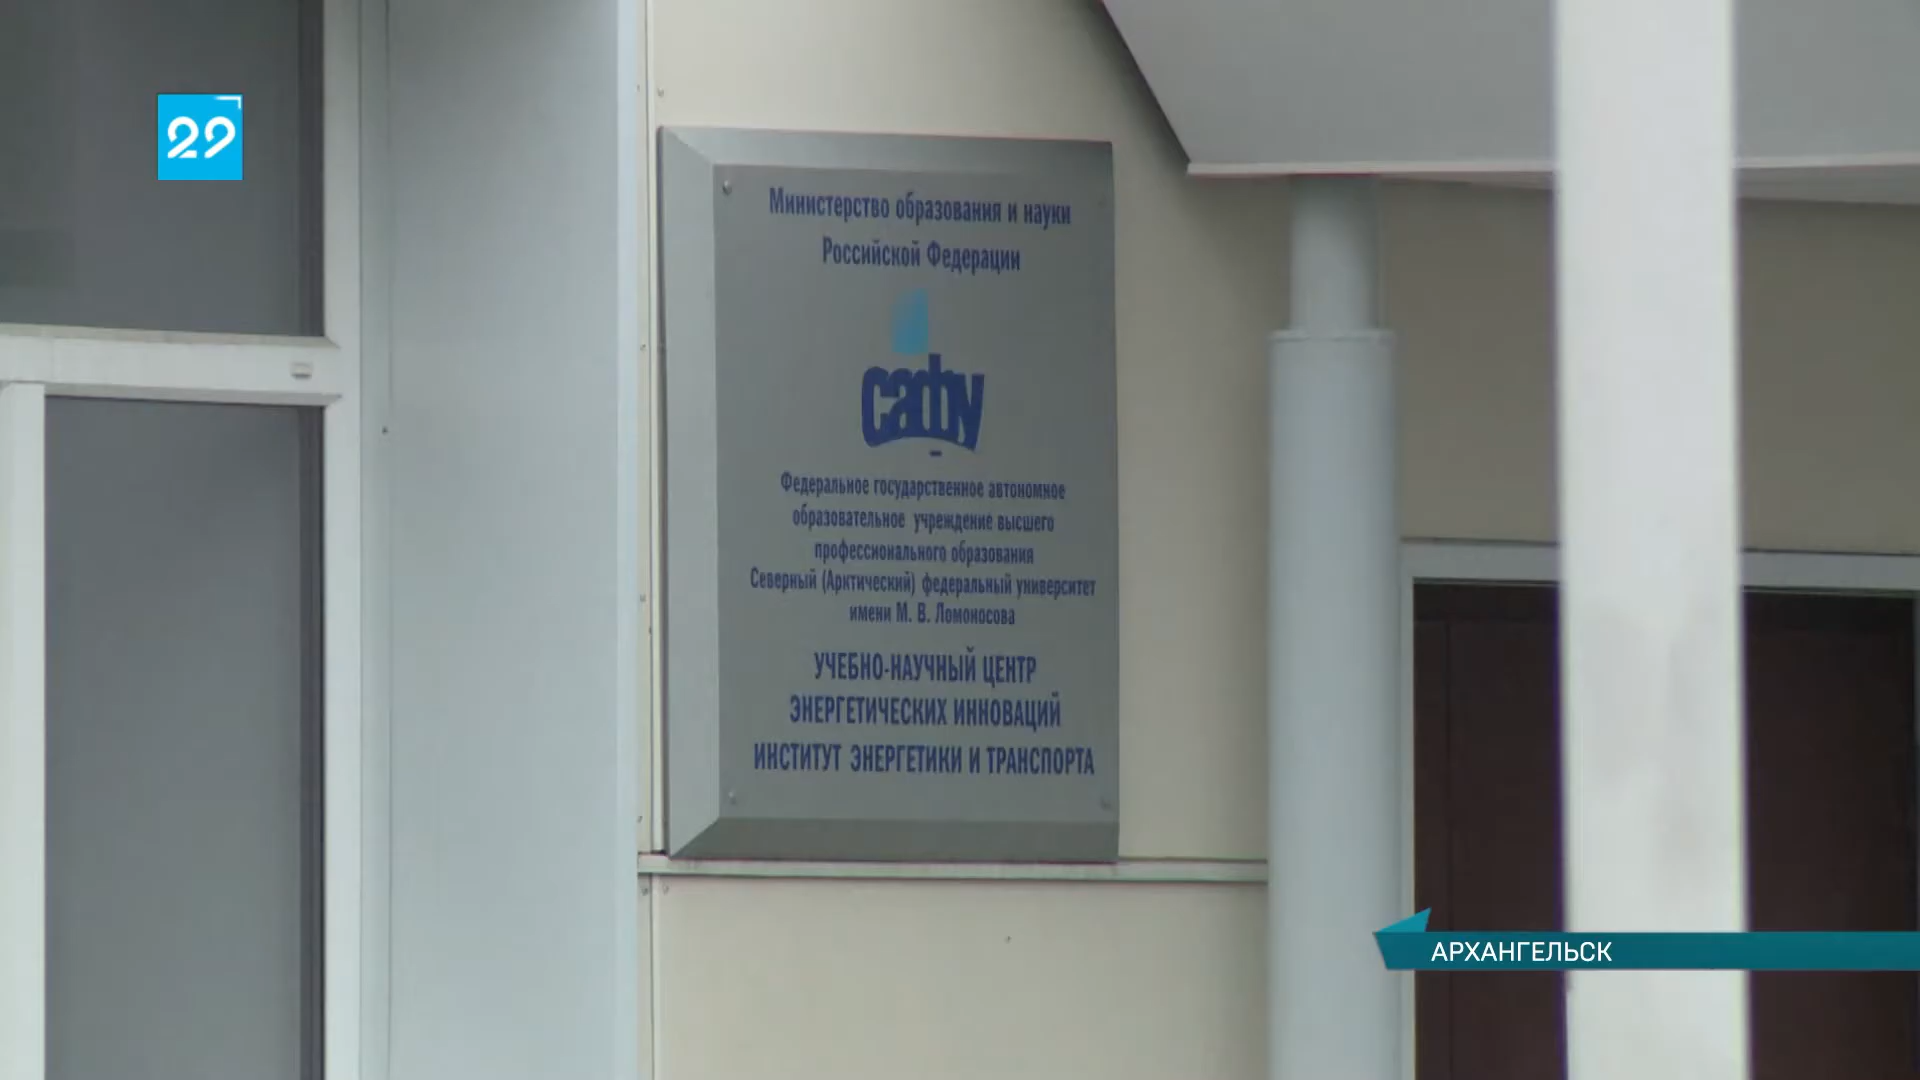 29
Министерство образования и науки
Российской Федерации
сафу
Федеральное государственное автономное
образовательное учреждение высшего
профессионального образования
Северный (Арктический) федеральный университет
имени М. В. Ломоносова
УЧЕБНО-НАУЧНЫЙ ЦЕНТР
ЭНЕРГЕТИЧЕСКИХ ИННОВАЦИЙ
ИНСТИТУТ ЭНЕРГЕТИКИ И ТРАНСПОРТА
АРХАНГЕЛЬСК